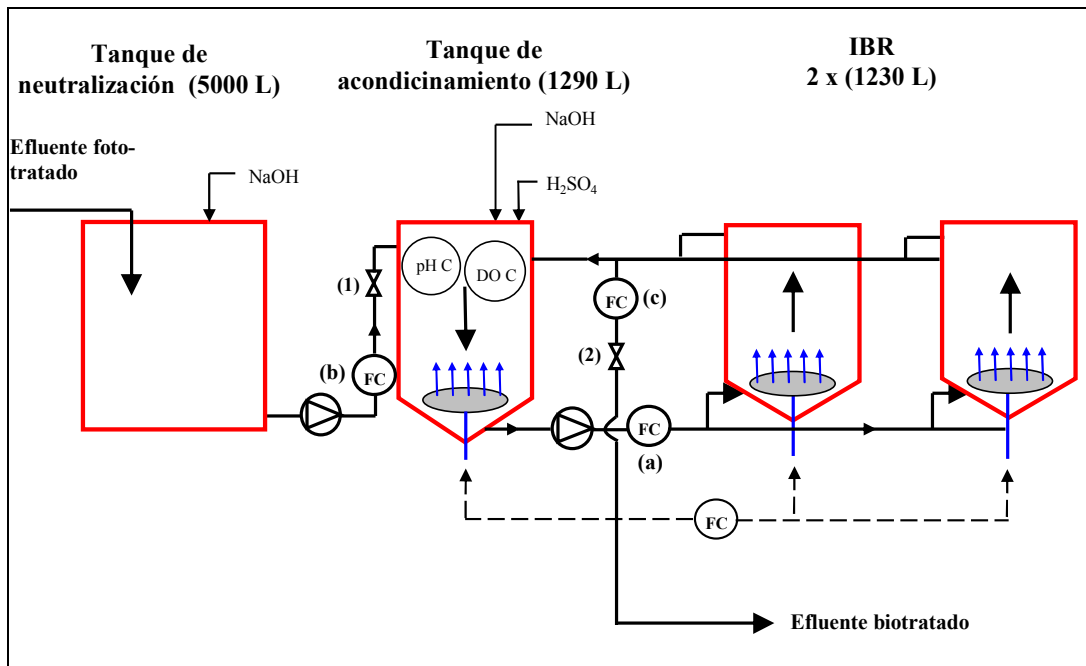 Tanque de
neutralización (5000 L)
Tanque de
acondicinamiento (1290 L)
IBR
2 x (1230 L)
Efluente foto-
tratado
NaOH
NaOH
H₂SO₄
pH C
DO C
(1)
(b)
FC
FC
(c)
(2)
FC
(a)
FC
Efluente biotratado